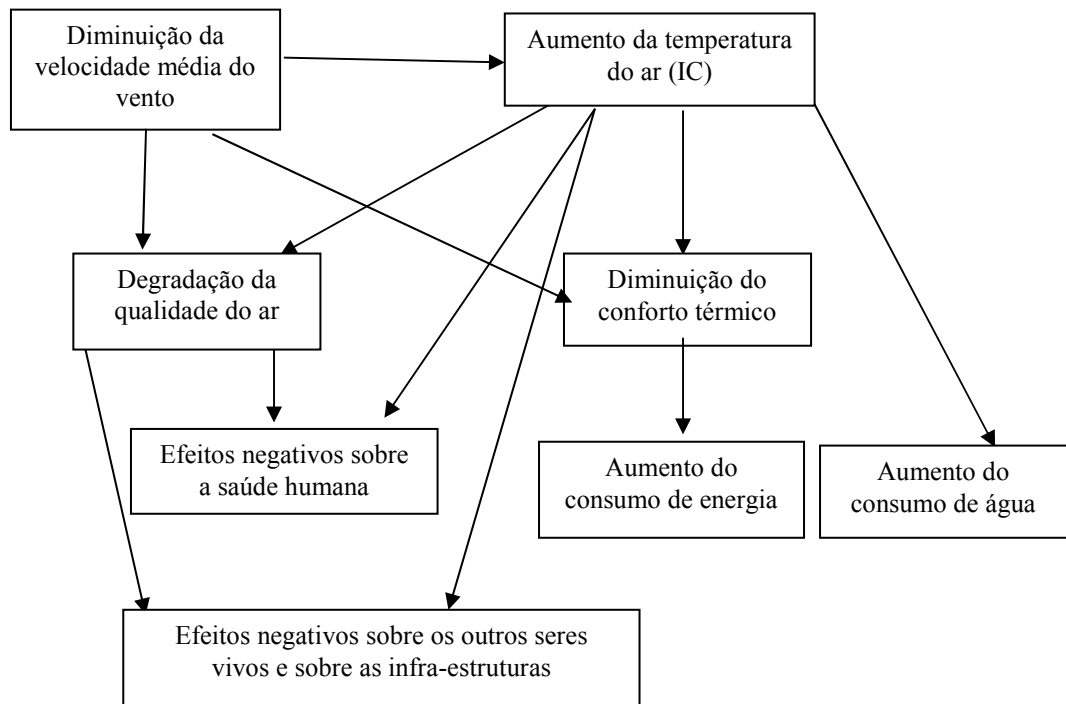 Diminuição da
velocidade média do
vento
Aumento da temperatura
do ar (IC)
Degradação da
qualidade do ar
Diminuição do
conforto térmico
Efeitos negativos sobre
a saúde humana
Aumento do
consumo de energia
Aumento do
consumo de água
Efeitos negativos sobre os outros seres
vivos e sobre as infra-estruturas